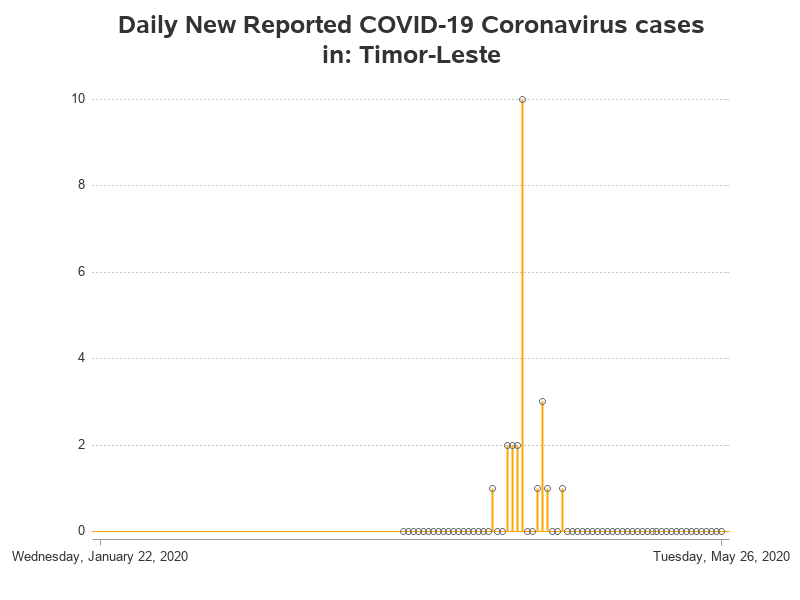 Daily New Reported COVID-19 Coronavirus cases
in: Timor-Leste
10
8
6
4
2
0
Wednesday, January 22, 2020 Tuesday, May 26, 2020